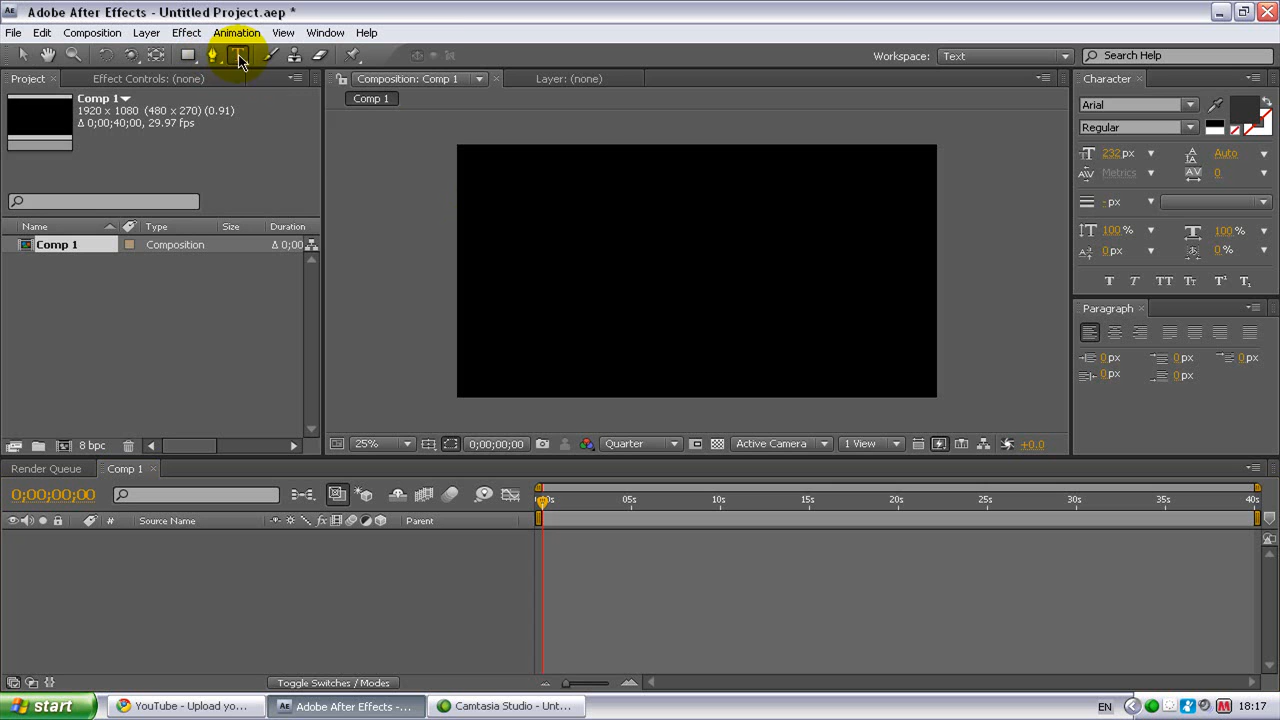 Adobe After Effects - Untitled Project.aep *
File Edit Composition Layer Effect Animation View Window Help
Workspace: Text Search Help
Project Effect Controls: (none) Composition: Comp 1 Layer: (none) Character
Comp 1
1920 x 1080 (480 x 270) (0.91)
Δ 0;00;40;00, 29.97 fps
Comp 1
Arial
Regular
232 px Auto
Metrics 0
- px
100 % 100 %
0 px 0 %
T T TT Tt T¹ T₁
Name Type Size Duration
Comp 1 Composition Δ 0;00
Paragraph
0 px 0 px 0 px
0 px 0 px
8 bpc
25% 0;00;00;00 Quarter Active Camera 1 View +0.0
Render Queue Comp 1
0;00;00;00
05s 10s 15s 20s 25s 30s 35s 40s
# Source Name fx Parent
Toggle Switches / Modes
start YouTube - Upload yo... Adobe After Effects -... Camtasia Studio - Unt... EN 18:17